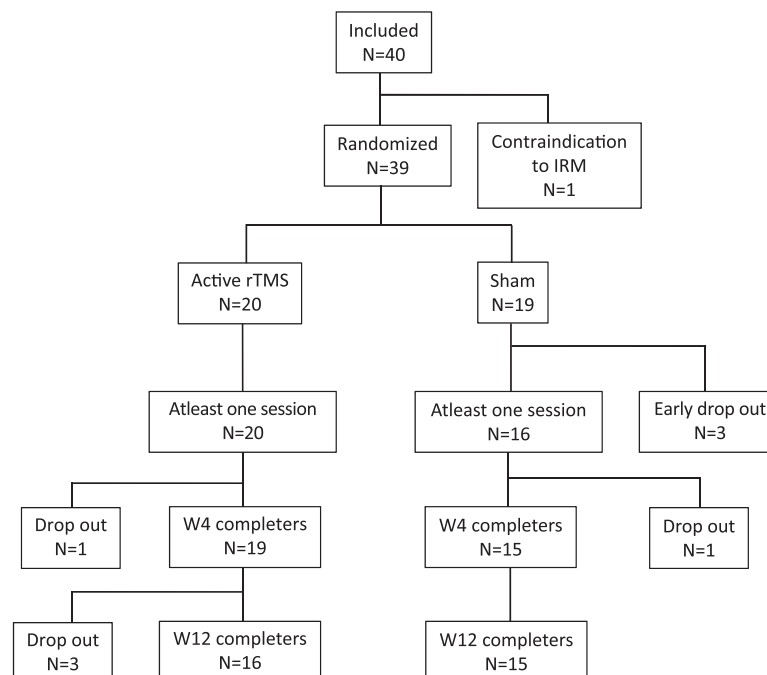 Included
N=40
Randomized
N=39
Contraindication
to IRM
N=1
Active rTMS
N=20
Sham
N=19
Atleast one session
N=20
Atleast one session
N=16
Early drop out
N=3
Drop out
N=1
W4 completers
N=19
W4 completers
N=15
Drop out
N=1
Drop out
N=3
W12 completers
N=16
W12 completers
N=15